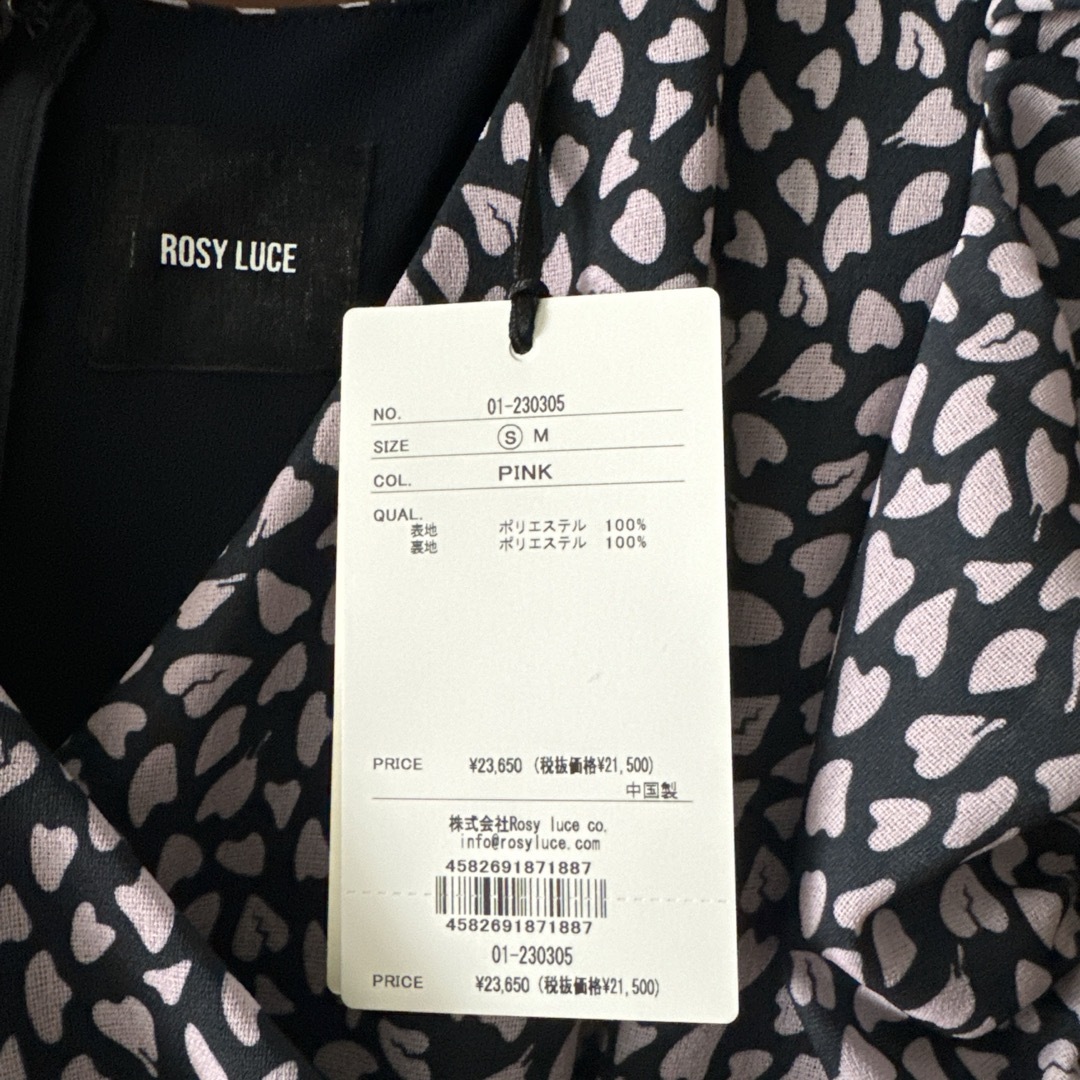 ROSY LUCE
NO. 01-230305
SIZE Ⓢ M
COL. PINK
QUAL.
表地 ポリエステル 100%
裏地 ポリエステル 100%
PRICE ¥23,650 (税抜価格¥21,500)
中国製
株式会社Rosy luce co.
info@rosyluce.com
4582691871887
4582691871887
01-230305
PRICE ¥23,650 (税抜価格¥21,500)